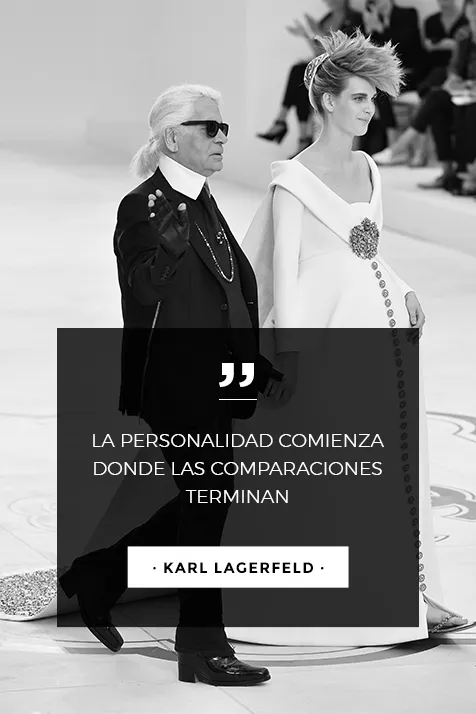 ”
LA PERSONALIDAD COMIENZA
DONDE LAS COMPARACIONES
TERMINAN
· KARL LAGERFELD ·